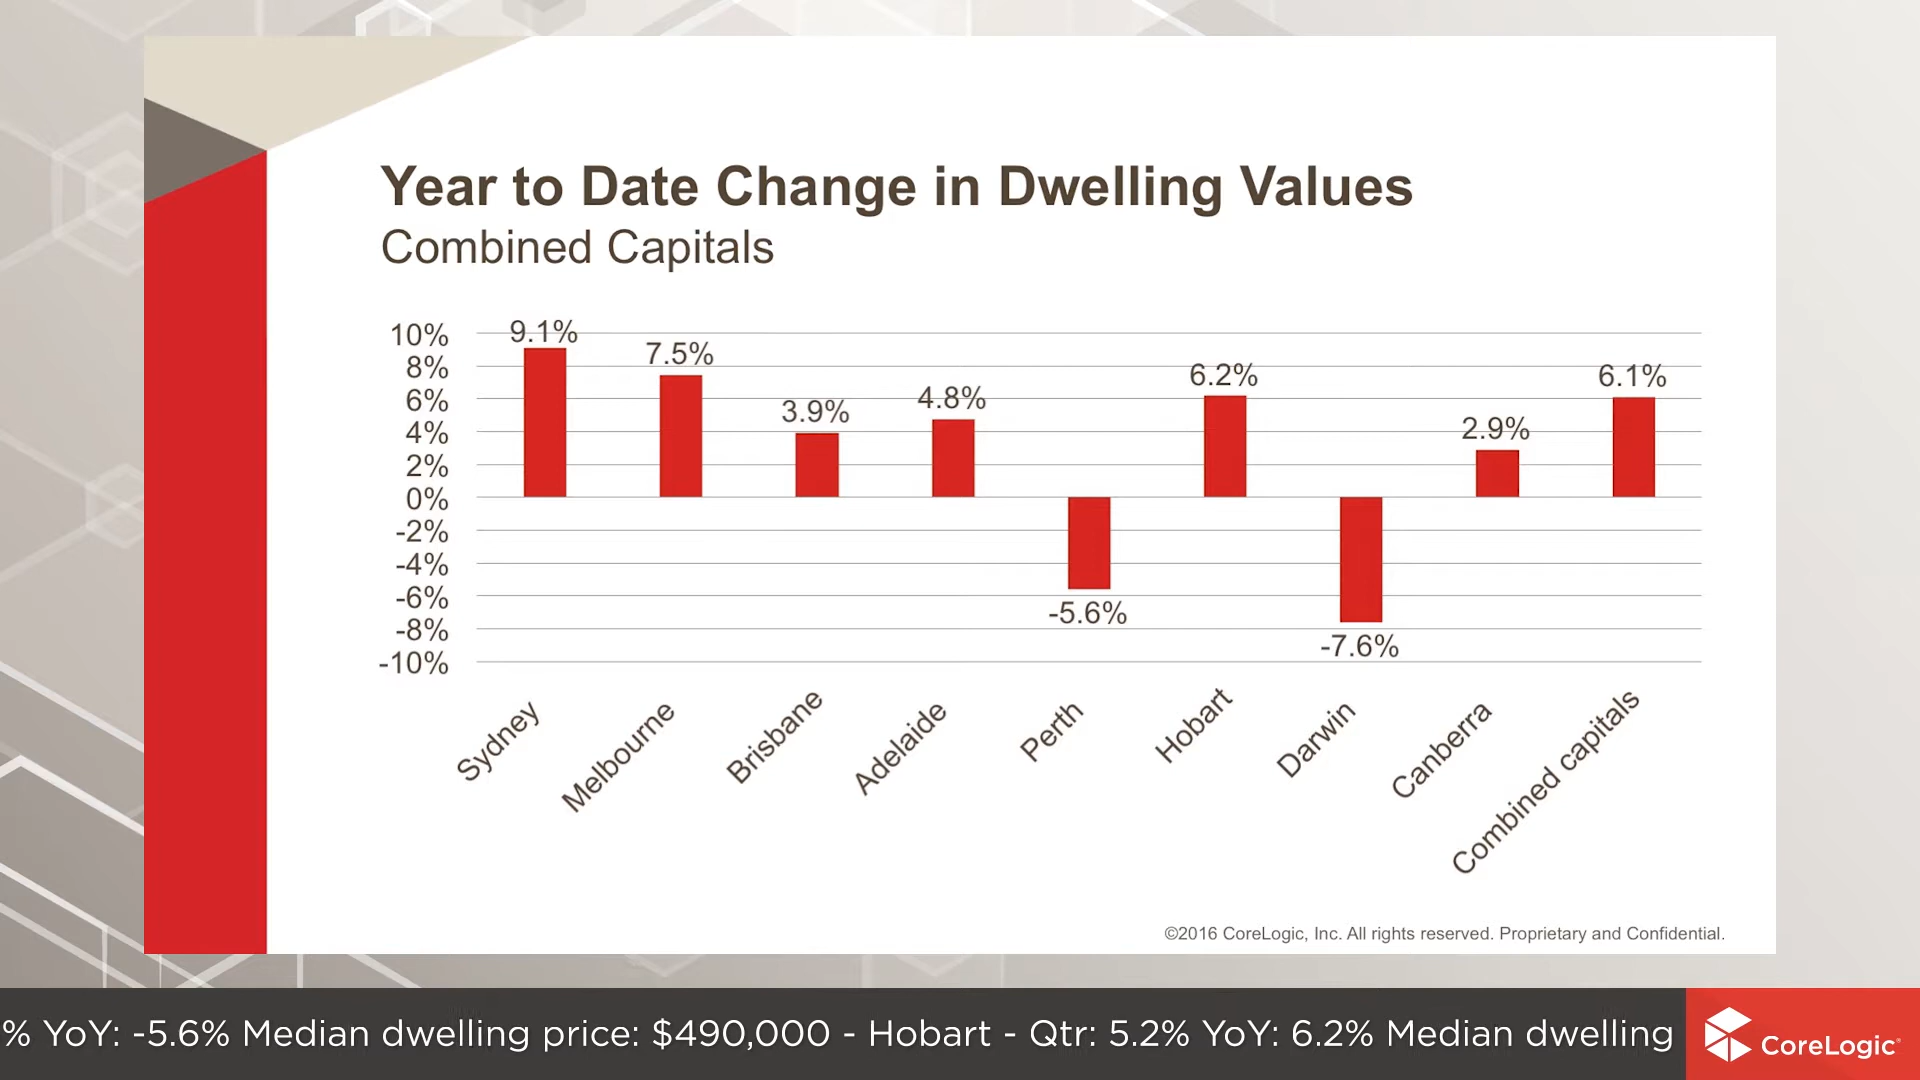 Year to Date Change in Dwelling Values
Combined Capitals
10%
8%
6%
4%
2%
0%
-2%
-4%
-6%
-8%
-10%
9.1%
7.5%
3.9%
4.8%
-5.6%
6.2%
-7.6%
2.9%
6.1%
Sydney
Melbourne
Brisbane
Adelaide
Perth
Hobart
Darwin
Canberra
Combined capitals
©2016 CoreLogic, Inc. All rights reserved. Proprietary and Confidential.
% YoY: -5.6% Median dwelling price: $490,000 - Hobart - Qtr: 5.2% YoY: 6.2% Median dwelling
CoreLogic